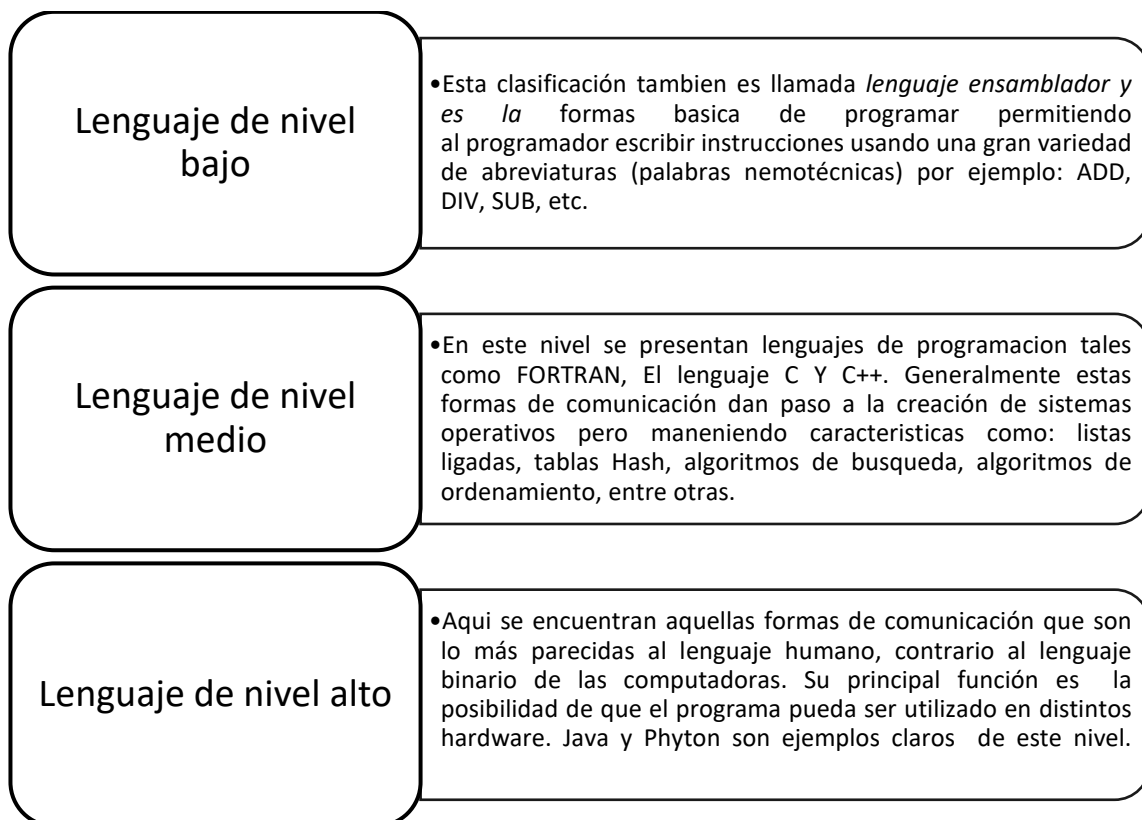 Lenguaje de nivel
bajo
•Esta clasificación tambien es llamada lenguaje ensamblador y
es la formas basica de programar permitiendo
al programador escribir instrucciones usando una gran variedad
de abreviaturas (palabras nemotécnicas) por ejemplo: ADD,
DIV, SUB, etc.
Lenguaje de nivel
medio
•En este nivel se presentan lenguajes de programacion tales
como FORTRAN, El lenguaje C Y C++. Generalmente estas
formas de comunicación dan paso a la creación de sistemas
operativos pero maneniendo caracteristicas como: listas
ligadas, tablas Hash, algoritmos de busqueda, algoritmos de
ordenamiento, entre otras.
Lenguaje de nivel alto
•Aqui se encuentran aquellas formas de comunicación que son
lo más parecidas al lenguaje humano, contrario al lenguaje
binario de las computadoras. Su principal función es la
posibilidad de que el programa pueda ser utilizado en distintos
hardware. Java y Phyton son ejemplos claros de este nivel.